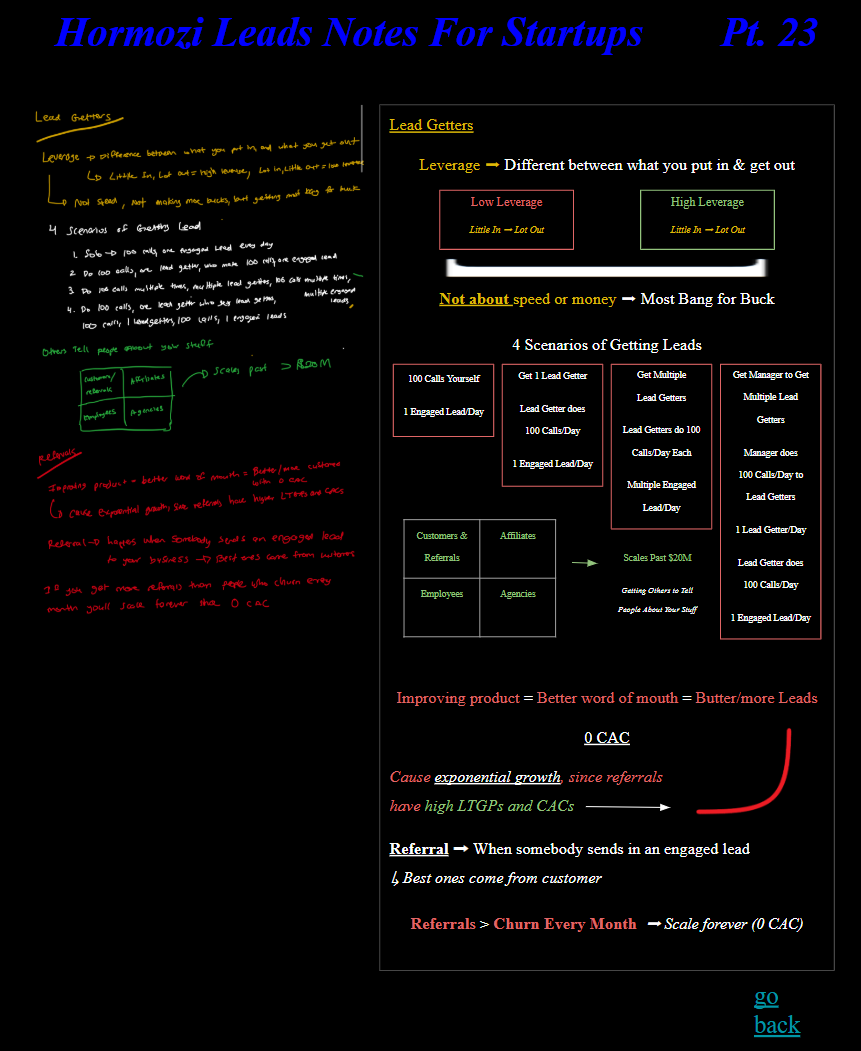 Hormozi Leads Notes For Startups Pt. 23
Lead Getters
Leverage → Difference between what you put in, and what you get out
↳ Little In, Lot out = high leverage, Lot in, Little out = low leverage
↳ Not speed, not making more bucks, but getting most bang for buck
4 Scenarios of Getting Lead
1. Job → 100 calls, one engaged lead every day
2. Do 100 calls, one lead getter, who make 100 calls, one engaged lead
3. Do 100 calls multiple times, multiple lead getters, 100 calls multiple times, multiple engaged leads
4. Do 100 calls, one lead getter who gets lead getters,
100 calls, 1 lead getters, 100 calls, 1 engaged leads
Others tell people about your stuff
Customers/ referrals Affiliates
Employees Agencies
→ Scales past >
Referrals
Improving product = better word of mouth = Better/more customers
with 0 CAC
↳ Cause exponential growth, since referrals have higher LTGPs and CACs
Referral → Happens when somebody sends an engaged lead
to your business → Best ones come from customers
If you get more referrals than people who churn every
month you'll scale forever 0 CAC
Lead Getters
Leverage → Different between what you put in & get out
Low Leverage
Little In → Lot Out
High Leverage
Little In → Lot Out
Not about speed or money → Most Bang for Buck
4 Scenarios of Getting Leads
100 Calls Yourself
1 Engaged Lead/Day
Get 1 Lead Getter
Lead Getter does
100 Calls/Day
1 Engaged Lead/Day
Get Multiple
Lead Getters
Lead Getters do 100
Calls/Day Each
Multiple Engaged
Lead/Day
Get Manager to Get
Multiple Lead
Getters
Manager does
100 Calls/Day to
Lead Getters
1 Lead Getter/Day
Lead Getter does
100 Calls/Day
1 Engaged Lead/Day
Customers &
Referrals
Affiliates
Employees
Agencies
Scales Past $20M
Getting Others to Tell
People About Your Stuff
Improving product = Better word of mouth = Butter/more Leads
0 CAC
Cause exponential growth, since referrals
have high LTGPs and CACs
Referral → When somebody sends in an engaged lead
↳ Best ones come from customer
Referrals > Churn Every Month → Scale forever (0 CAC)
go
back